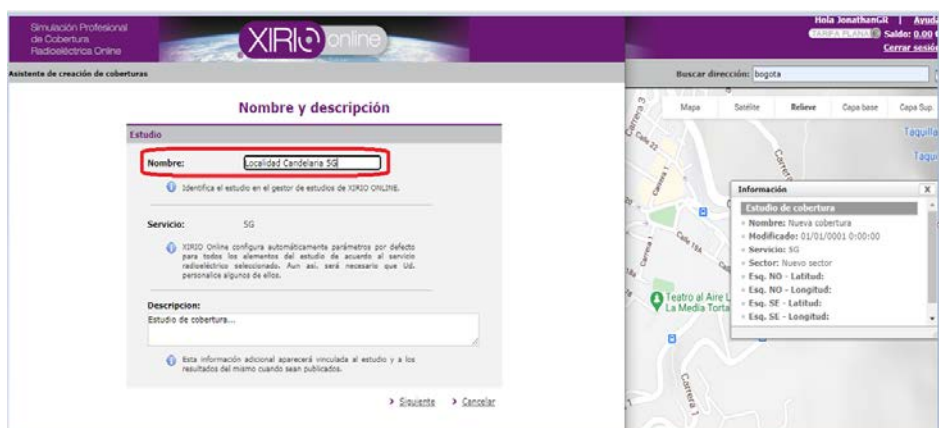 Simulación Profesional
de Cobertura
Radioeléctrica Online
XIRIO online
Hola JonathanGR | Ayuda
TARIFA PLANA Saldo: 0.00 €
Cerrar sesión
Asistente de creación de coberturas
Buscar dirección: bogota
Nombre y descripción
Estudio
Nombre: Localidad Candelaria 5G
Identifica el estudio en el gestor de estudios de XIRIO ONLINE.
Servicio: 5G
XIRIO Online configura automáticamente parámetros por defecto
para todos los elementos del estudio de acuerdo al servicio
radioeléctrico seleccionado. Aun así, será necesario que Ud.
personalice algunos de ellos.
Descripcion:
Estudio de cobertura...
Esta información adicional aparecerá vinculada al estudio y a los
resultados del mismo cuando sean publicados.
Siguiente Cancelar
Mapa Satélite Relieve Capa base Capa Sup.
Carrera 3
Calle 22
Carrera 1
Carrera
Taquilla
Taqui
Calle 18A
Carrera 1
18a
Teatro al Aire L
La Media Torta
Carrera 1
Información X
Estudio de cobertura
Nombre: Nueva cobertura
Modificado: 01/01/0001 0:00:00
Servicio: 5G
Sector: Nuevo sector
Esq. NO - Latitud:
Esq. NO - Longitud:
Esq. SE - Latitud:
Esq. SE - Longitud: